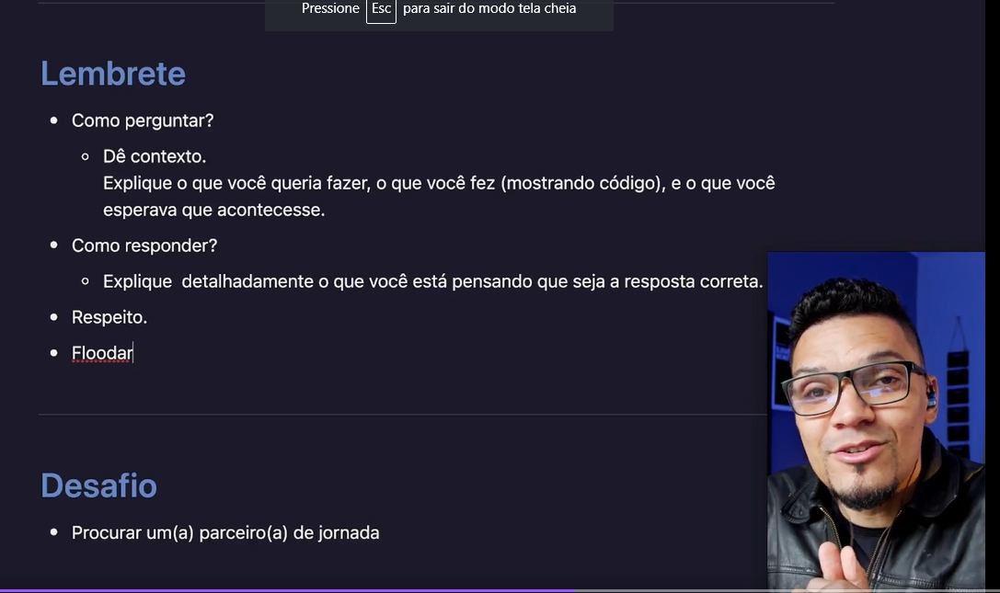 Pressione Esc para sair do modo tela cheia
Lembrete
Como perguntar?
Dê contexto.
Explique o que você queria fazer, o que você fez (mostrando código), e o que você
esperava que acontecesse.
Como responder?
Explique  detalhadamente o que você está pensando que seja a resposta correta.
Respeito.
Floodar
Desafio
Procurar um(a) parceiro(a) de jornada